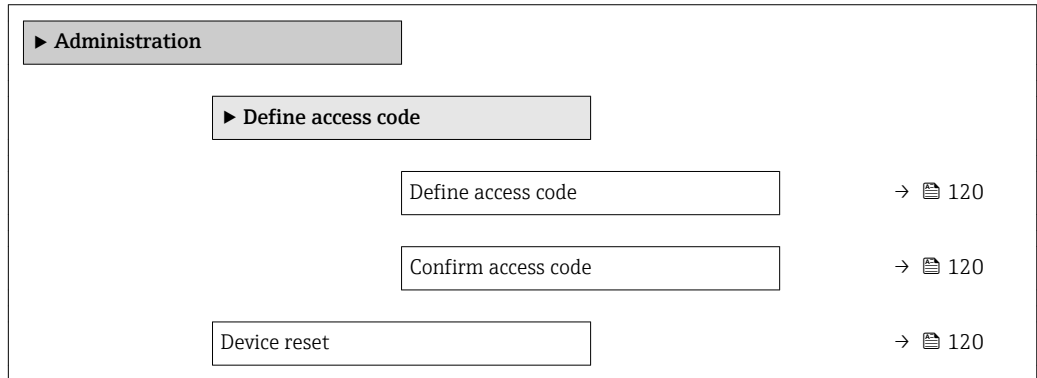 ▶ Administration
▶ Define access code
Define access code → 120
Confirm access code → 120
Device reset → 120